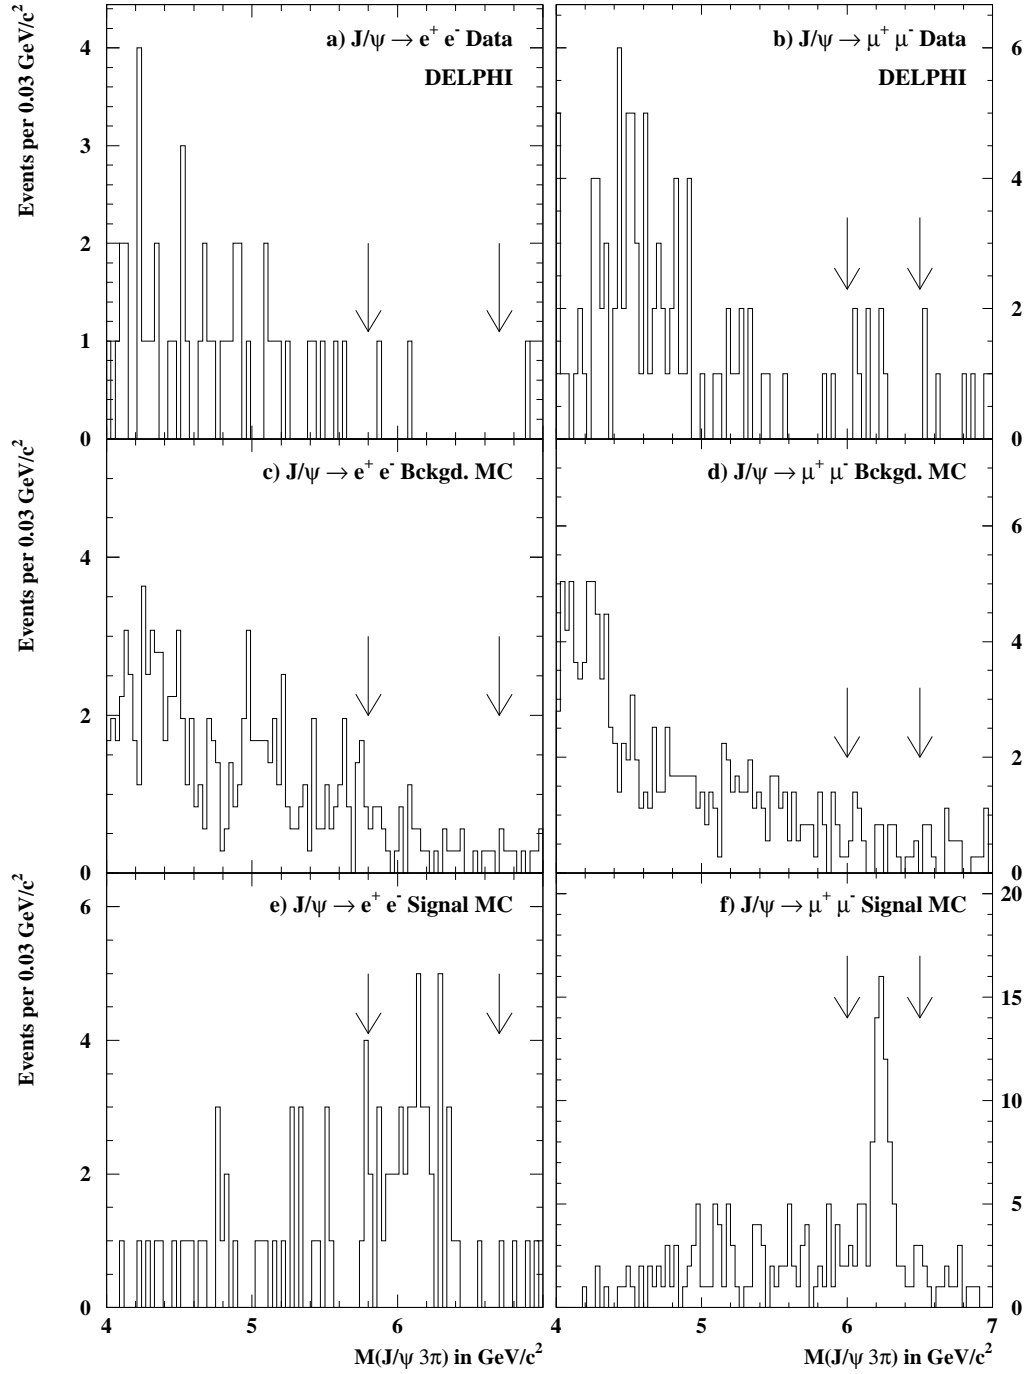 a) J/ψ → e⁺ e⁻ Data
DELPHI
Events per 0.03 GeV/c²
4
3
2
1
0
b) J/ψ → μ⁺ μ⁻ Data
DELPHI
6
4
2
0
c) J/ψ → e⁺ e⁻ Bckgd. MC
Events per 0.03 GeV/c²
4
2
0
d) J/ψ → μ⁺ μ⁻ Bckgd. MC
6
4
2
0
e) J/ψ → e⁺ e⁻ Signal MC
Events per 0.03 GeV/c²
6
4
2
0
4 5 6
M(J/ψ 3π) in GeV/c²
f) J/ψ → μ⁺ μ⁻ Signal MC
20
15
10
5
0
4 5 6 7
M(J/ψ 3π) in GeV/c²